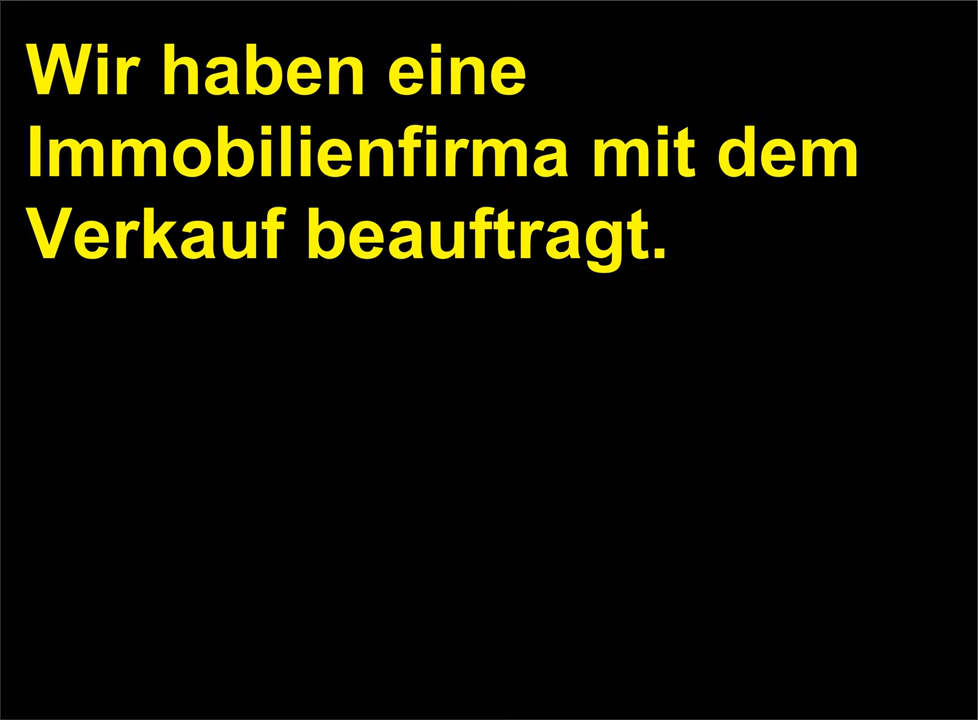 Wir haben eine
Immobilienfirma mit dem
Verkauf beauftragt.